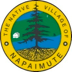 THE NATIVE VILLAGE OF
NAPAIMUTE